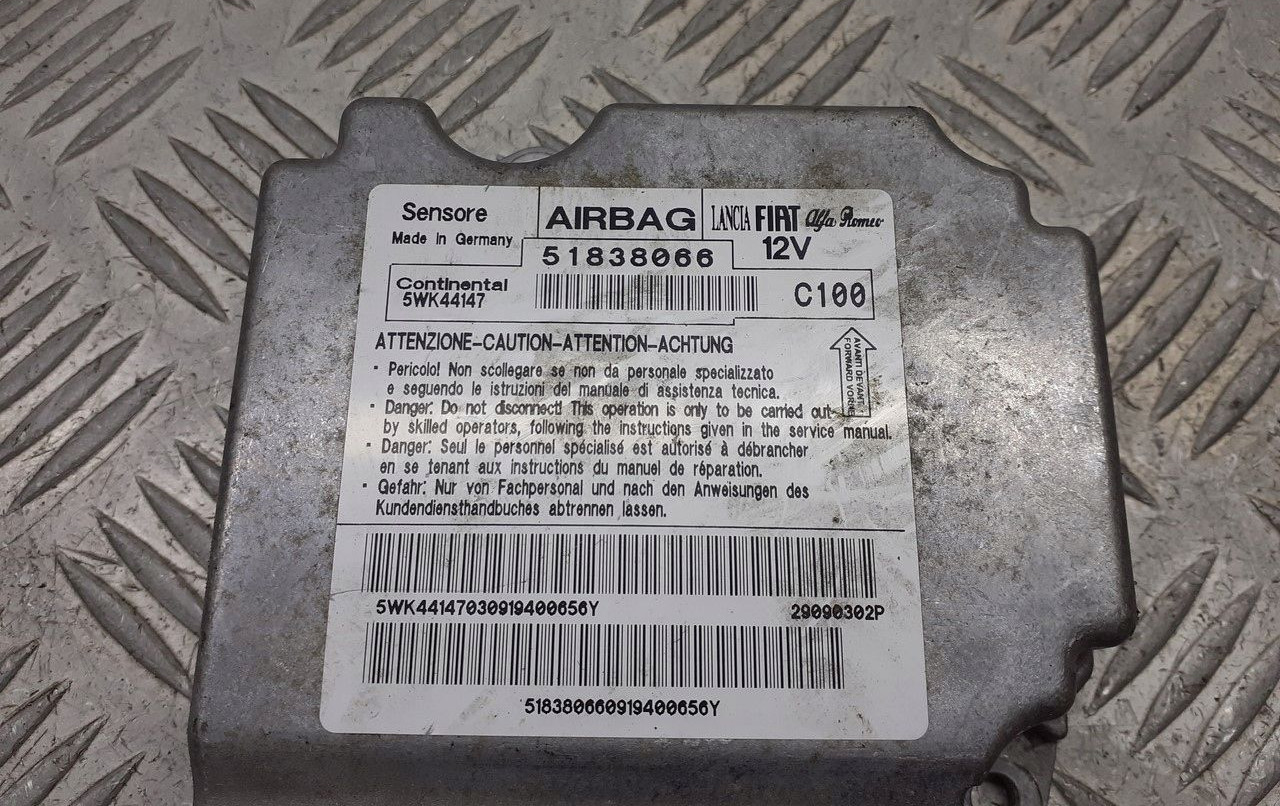 Sensore AIRBAG LANCIA FIAT Alfa Romeo
Made in Germany 51838066 12V
Continental
5WK44147 C100
ATTENZIONE-CAUTION-ATTENTION-ACHTUNG
AVANTI DEVANT
FORWARD VORNE
· Pericolo! Non scollegare se non da personale specializzato
e seguendo le istruzioni del manuale di assistenza tecnica.
· Danger: Do not disconnect! This operation is only to be carried out
by skilled operators, following the instructions given in the service manual.
· Danger: Seul le personnel spécialisé est autorisé à débrancher
en se tenant aux instructions du manuel de réparation.
· Gefahr: Nur von Fachpersonal und nach den Anweisungen des
Kundendiensthandbuches abtrennen lassen.
5WK44147030919400656Y 29090302P
518380660919400656Y